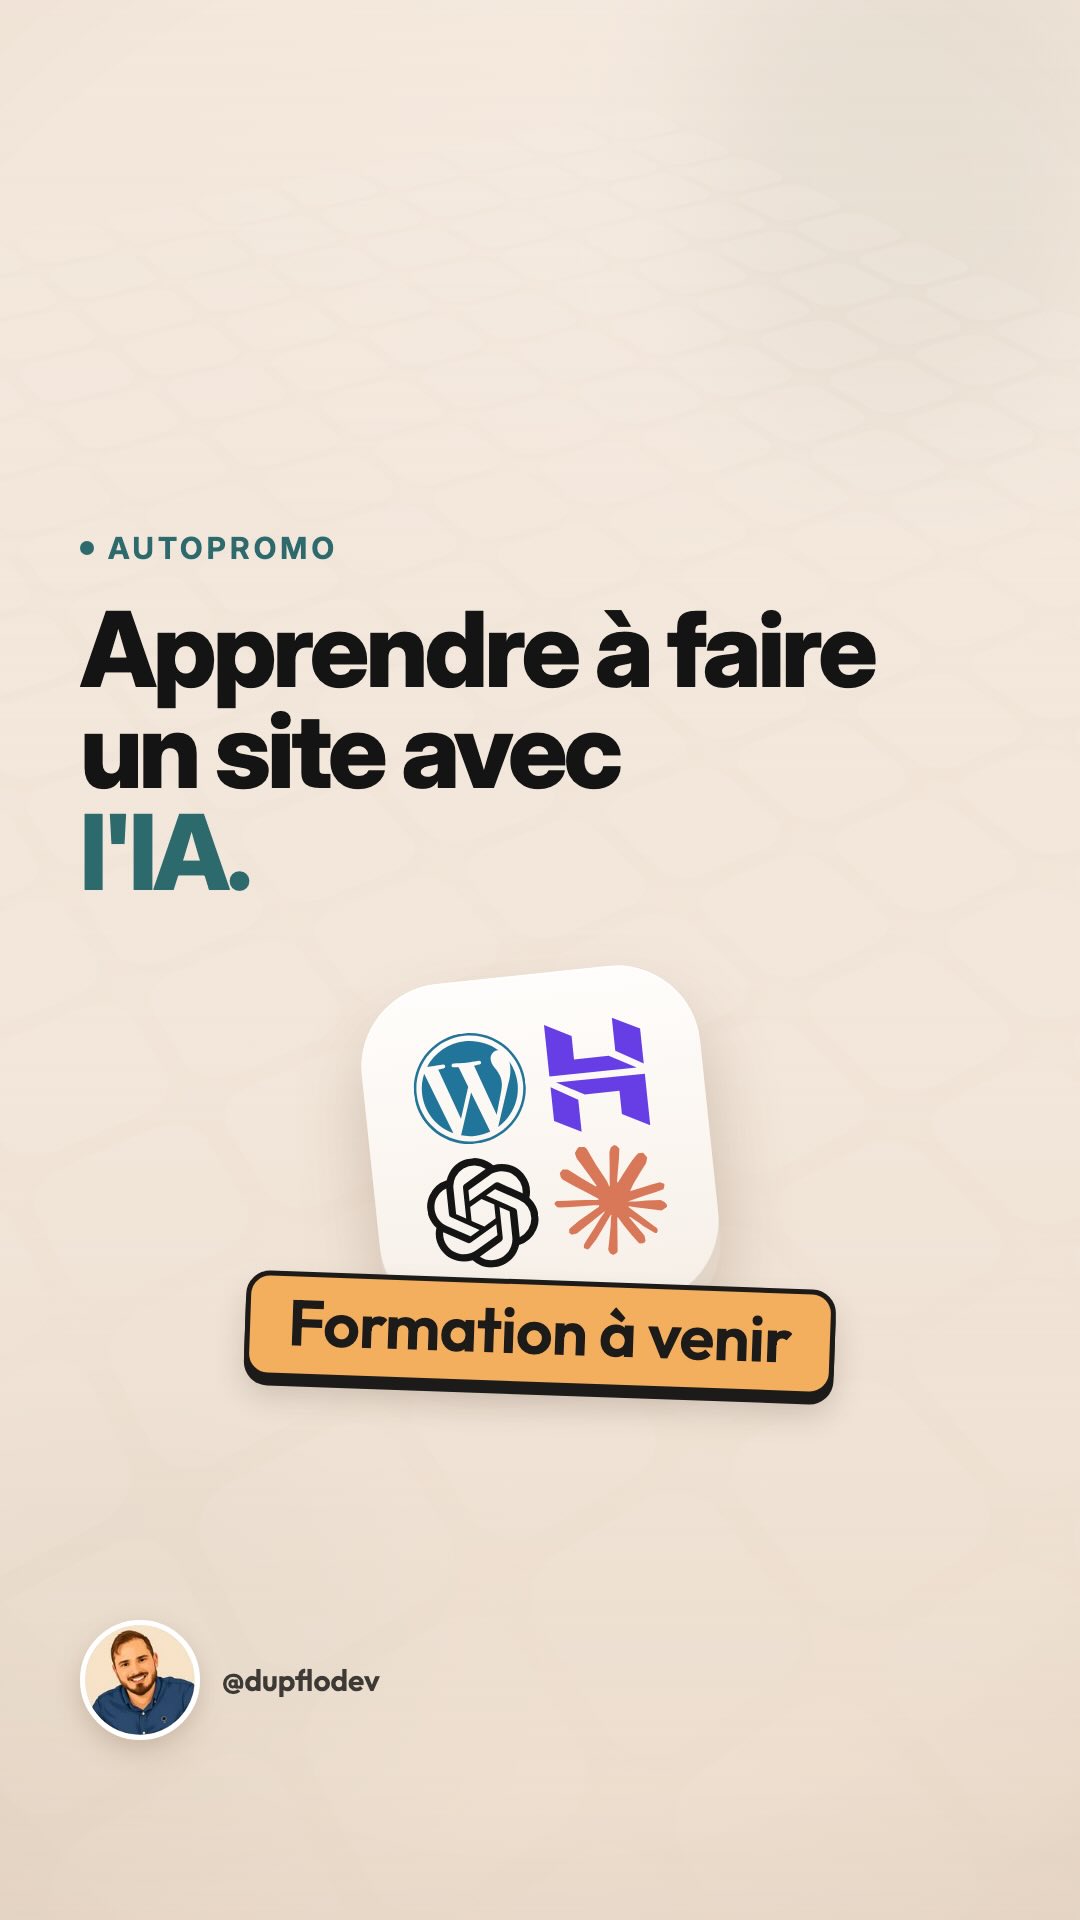 AUTOPROMO
Apprendre à faire
un site avec
l'IA.
Formation à venir
@dupflodev